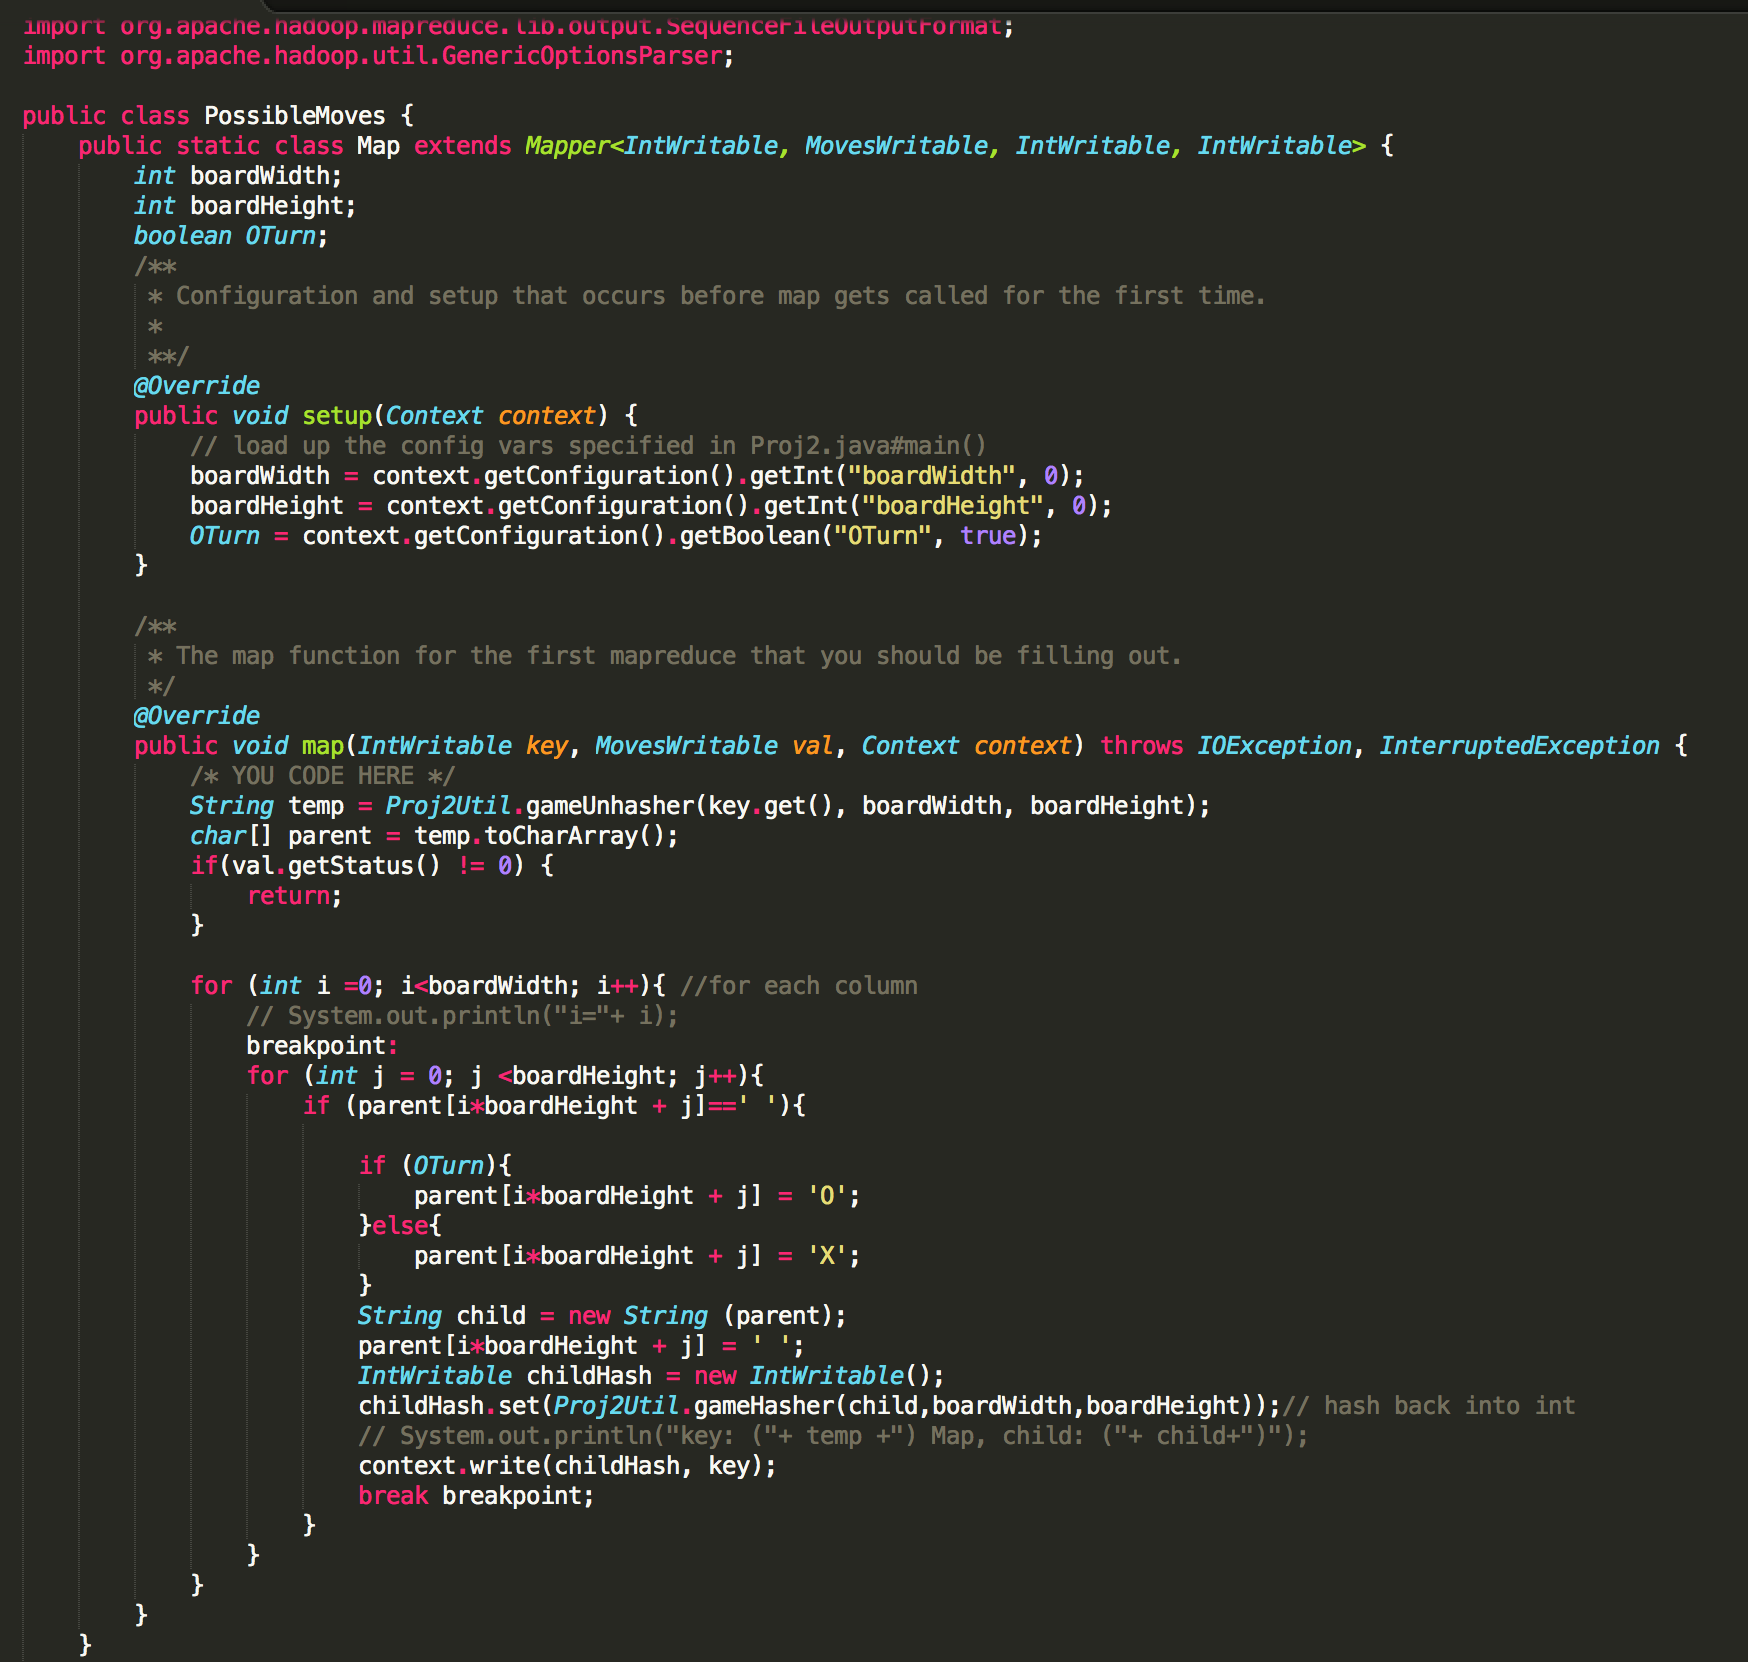 import org.apache.hadoop.mapreduce.lib.output.SequenceFileOutputFormat;
import org.apache.hadoop.util.GenericOptionsParser;

public class PossibleMoves {
    public static class Map extends Mapper<IntWritable, MovesWritable, IntWritable, IntWritable> {
        int boardWidth;
        int boardHeight;
        boolean OTurn;
        /**
         * Configuration and setup that occurs before map gets called for the first time.
         *
         **/
        @Override
        public void setup(Context context) {
            // load up the config vars specified in Proj2.java#main()
            boardWidth = context.getConfiguration().getInt("boardWidth", 0);
            boardHeight = context.getConfiguration().getInt("boardHeight", 0);
            OTurn = context.getConfiguration().getBoolean("OTurn", true);
        }

        /**
         * The map function for the first mapreduce that you should be filling out.
         */
        @Override
        public void map(IntWritable key, MovesWritable val, Context context) throws IOException, InterruptedException {
            /* YOU CODE HERE */
            String temp = Proj2Util.gameUnhasher(key.get(), boardWidth, boardHeight);
            char[] parent = temp.toCharArray();
            if(val.getStatus() != 0) {
                return;
            }

            for (int i =0; i<boardWidth; i++){ //for each column
                // System.out.println("i="+ i);
                breakpoint:
                for (int j = 0; j <boardHeight; j++){
                    if (parent[i*boardHeight + j]==' '){

                        if (OTurn){
                            parent[i*boardHeight + j] = 'O';
                        }else{
                            parent[i*boardHeight + j] = 'X';
                        }
                        String child = new String (parent);
                        parent[i*boardHeight + j] = ' ';
                        IntWritable childHash = new IntWritable();
                        childHash.set(Proj2Util.gameHasher(child,boardWidth,boardHeight));// hash back into int
                        // System.out.println("key: ("+ temp +") Map, child: ("+ child+")");
                        context.write(childHash, key);
                        break breakpoint;
                    }
                }
            }
        }
    }